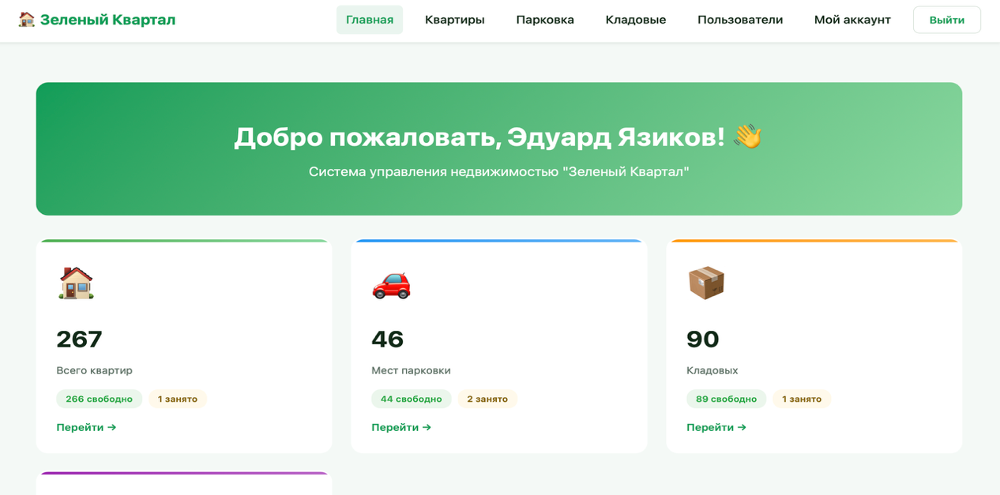 Зеленый Квартал
Главная
Квартиры
Парковка
Кладовые
Пользователи
Мой аккаунт
Выйти
Добро пожаловать, Эдуард Язиков!
Система управления недвижимостью "Зеленый Квартал"
267
Всего квартир
266 свободно
1 занято
Перейти →
46
Мест парковки
44 свободно
2 занято
Перейти →
90
Кладовых
89 свободно
1 занято
Перейти →